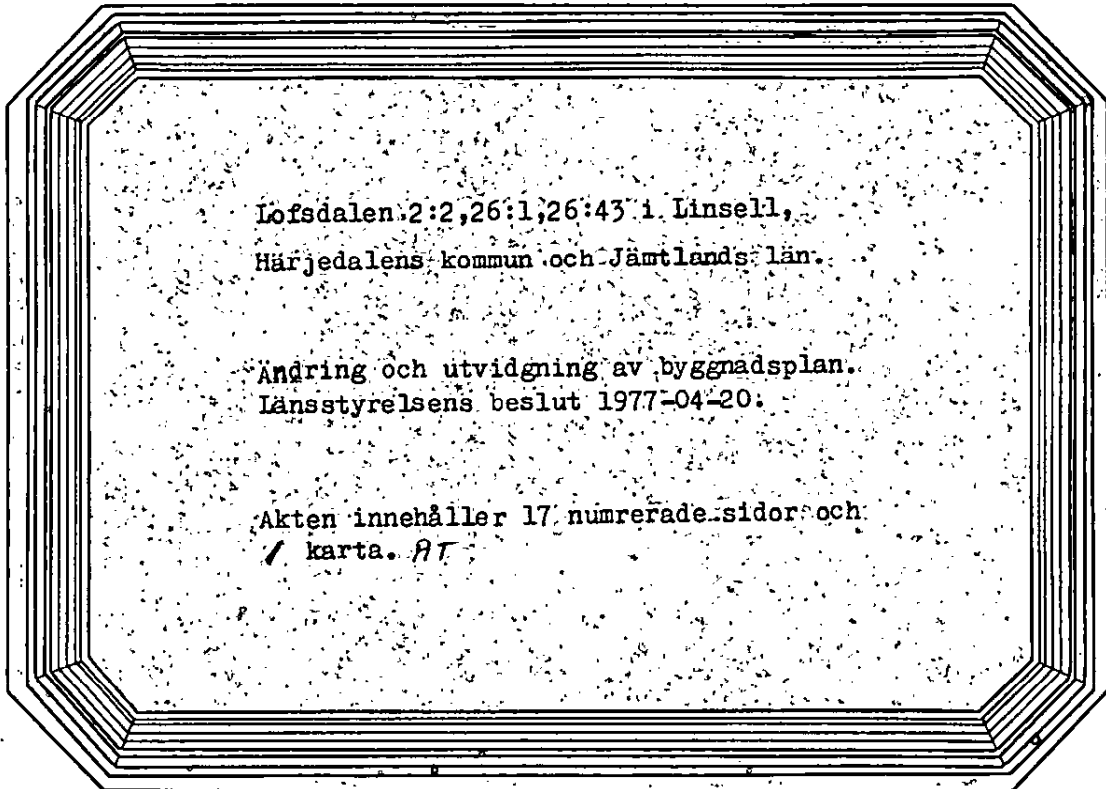 Lofsdalen 2:2,26:1,26:43 i Linsell,
Härjedalens kommun och Jämtlands län.
Ändring och utvidgning av byggnadsplan.
Länsstyrelsens beslut 1977-04-20.
Akten innehåller 17 numrerade sidor och
1 karta. AT